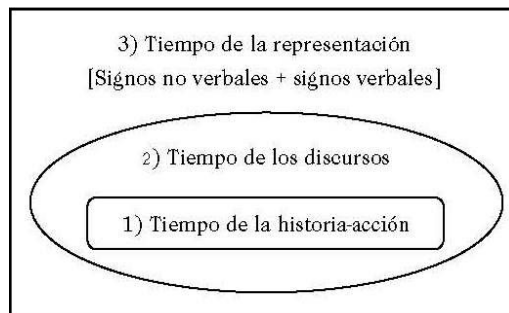 3) Tiempo de la representación
[Signos no verbales + signos verbales]
2) Tiempo de los discursos
1) Tiempo de la historia-acción